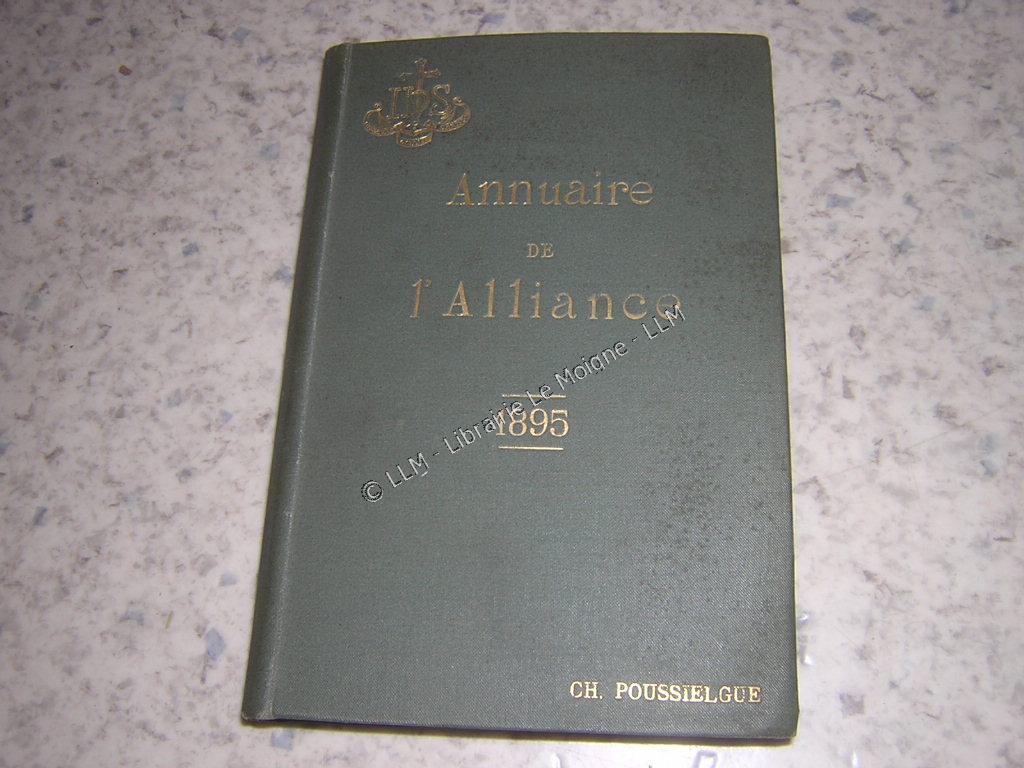 IHS
Annuaire
DE
l'Alliance
1895
© LLM - Librairie Le Moigne - LLM
CH. POUSSIELGUE